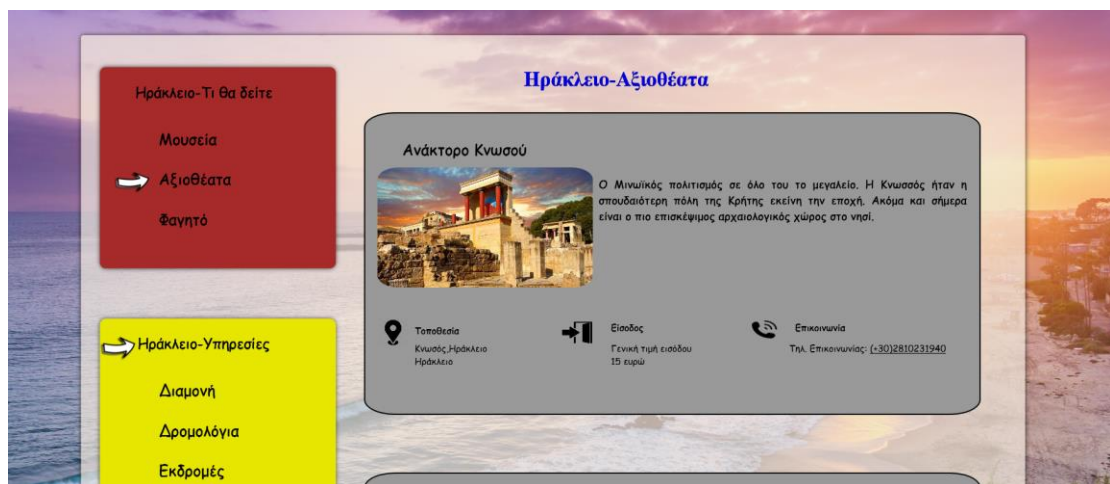 Ηράκλειο-Τι θα δείτε
Μουσεία
Αξιοθέατα
Φαγητό
Ηράκλειο-Υπηρεσίες
Διαμονή
Δρομολόγια
Εκδρομές
Ηράκλειο-Αξιοθέατα
Ανάκτορο Κνωσού
Ο Μινωϊκός πολιτισμός σε όλο του το μεγαλείο. Η Κνωσσός ήταν η
σπουδαιότερη πόλη της Κρήτης εκείνη την εποχή. Ακόμα και σήμερα
είναι ο πιο επισκέψιμος αρχαιολογικός χώρος στο νησί.
Τοποθεσία
Κνωσός,Ηράκλειο
Ηράκλειο
Είσοδος
Γενική τιμή εισόδου
15 ευρώ
Επικοινωνία
Τηλ. Επικοινωνίας: (+30)2810231940